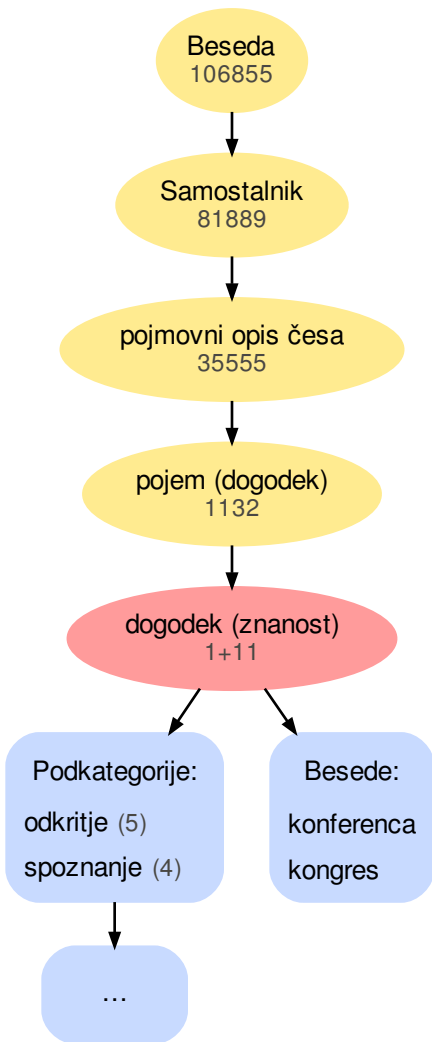 Beseda
106855
Samostalnik
81889
pojmovni opis česa
35555
pojem (dogodek)
1132
dogodek (znanost)
1+11
Podkategorije:
odkritje (5)
spoznanje (4)
Besede:
konferenca
kongres
...